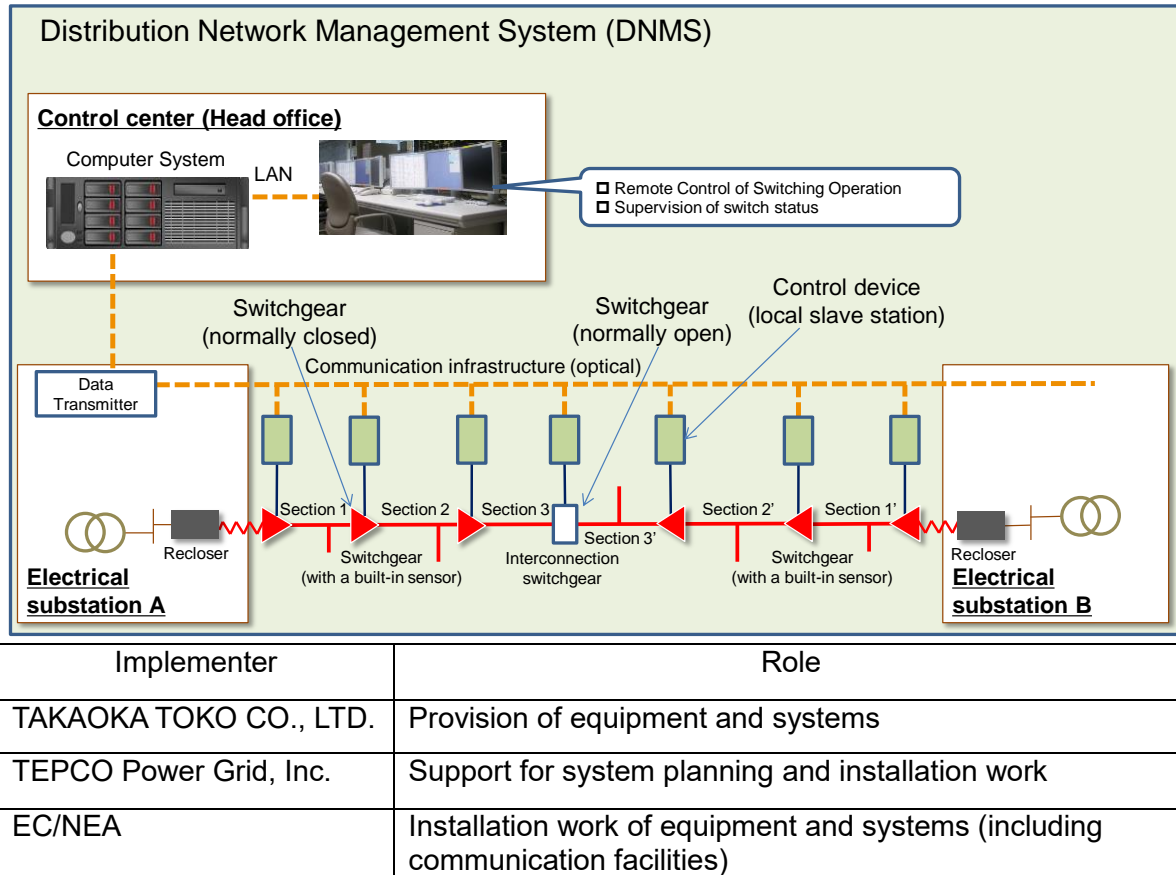 Distribution Network Management System (DNMS)
Control center (Head office)
Computer System
LAN
Remote Control of Switching Operation
Supervision of switch status
Switchgear
(normally closed)
Switchgear
(normally open)
Control device
(local slave station)
Communication infrastructure (optical)
Data
Transmitter
Section 1
Section 2
Section 3
Section 3’
Section 2’
Section 1’
Recloser
Switchgear
(with a built-in sensor)
Interconnection
switchgear
Switchgear
(with a built-in sensor)
Recloser
Electrical
substation A
Electrical
substation B
Implementer Role
TAKAOKA TOKO CO., LTD. Provision of equipment and systems
TEPCO Power Grid, Inc. Support for system planning and installation work
EC/NEA Installation work of equipment and systems (including
communication facilities)